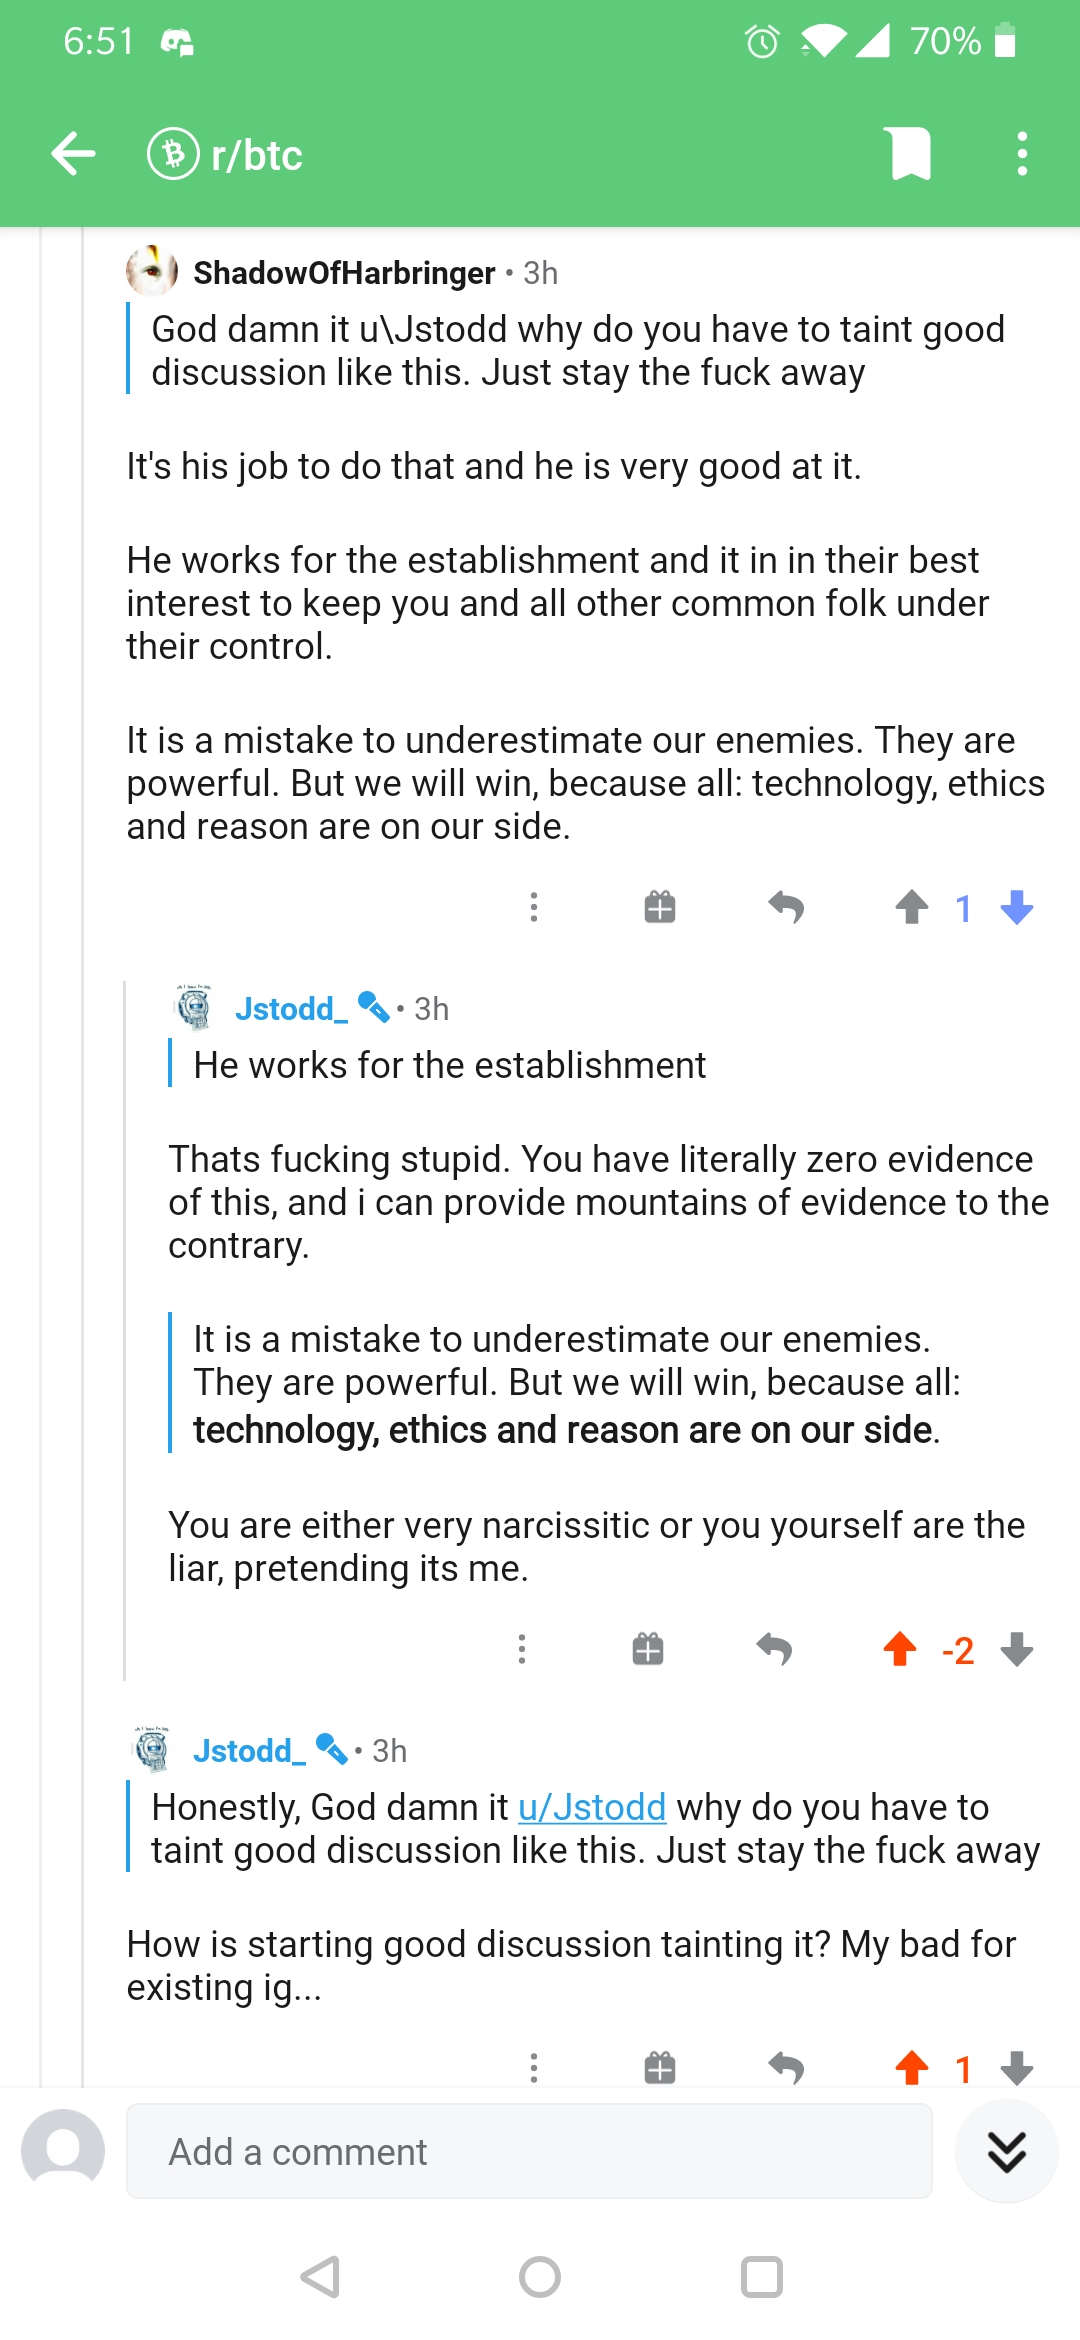 6:51
70%
r/btc
ShadowOfHarbringer • 3h
God damn it u\Jstodd why do you have to taint good
discussion like this. Just stay the fuck away
It's his job to do that and he is very good at it.
He works for the establishment and it in in their best
interest to keep you and all other common folk under
their control.
It is a mistake to underestimate our enemies. They are
powerful. But we will win, because all: technology, ethics
and reason are on our side.
1
Jstodd_ • 3h
He works for the establishment
Thats fucking stupid. You have literally zero evidence
of this, and i can provide mountains of evidence to the
contrary.
It is a mistake to underestimate our enemies.
They are powerful. But we will win, because all:
technology, ethics and reason are on our side.
You are either very narcissitic or you yourself are the
liar, pretending its me.
-2
Jstodd_ • 3h
Honestly, God damn it u/Jstodd why do you have to
taint good discussion like this. Just stay the fuck away
How is starting good discussion tainting it? My bad for
existing ig...
1
Add a comment